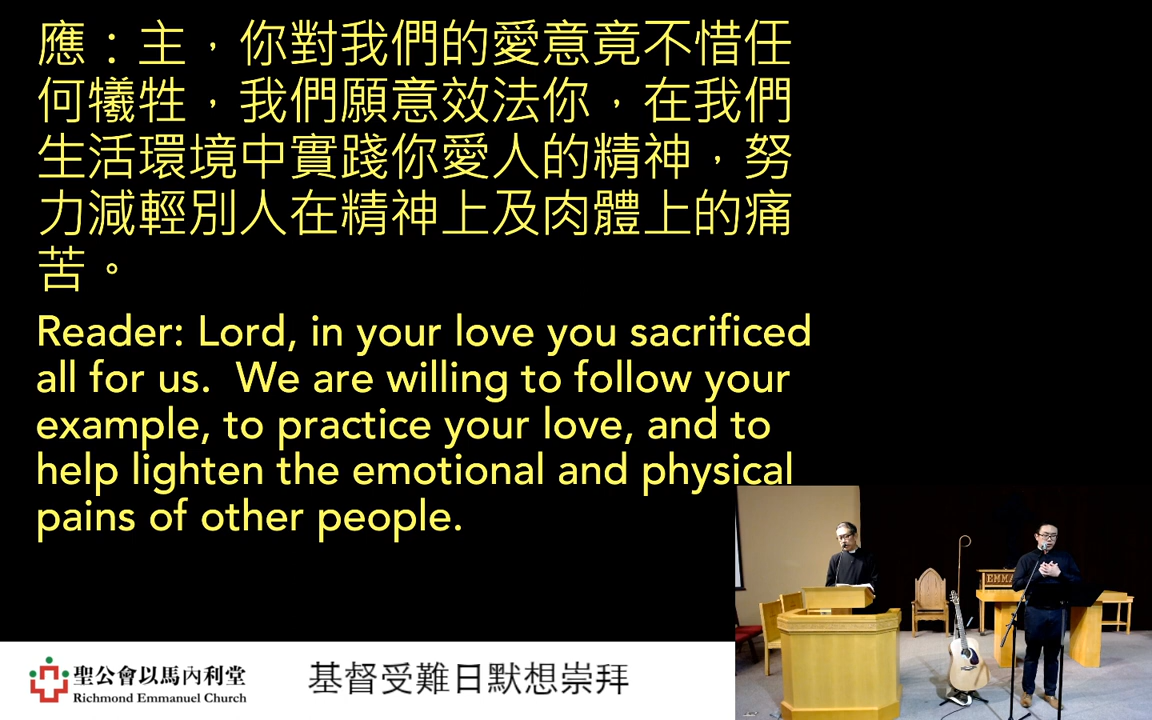 應：主，你對我們的愛意竟不惜任
何犧牲，我們願意效法你，在我們
生活環境中實踐你愛人的精神，努
力減輕別人在精神上及肉體上的痛
苦。
Reader: Lord, in your love you sacrificed
all for us.  We are willing to follow your
example, to practice your love, and to
help lighten the emotional and physical
pains of other people.
EMMA
聖公會以馬內利堂
Richmond Emmanuel Church
基督受難日默想崇拜